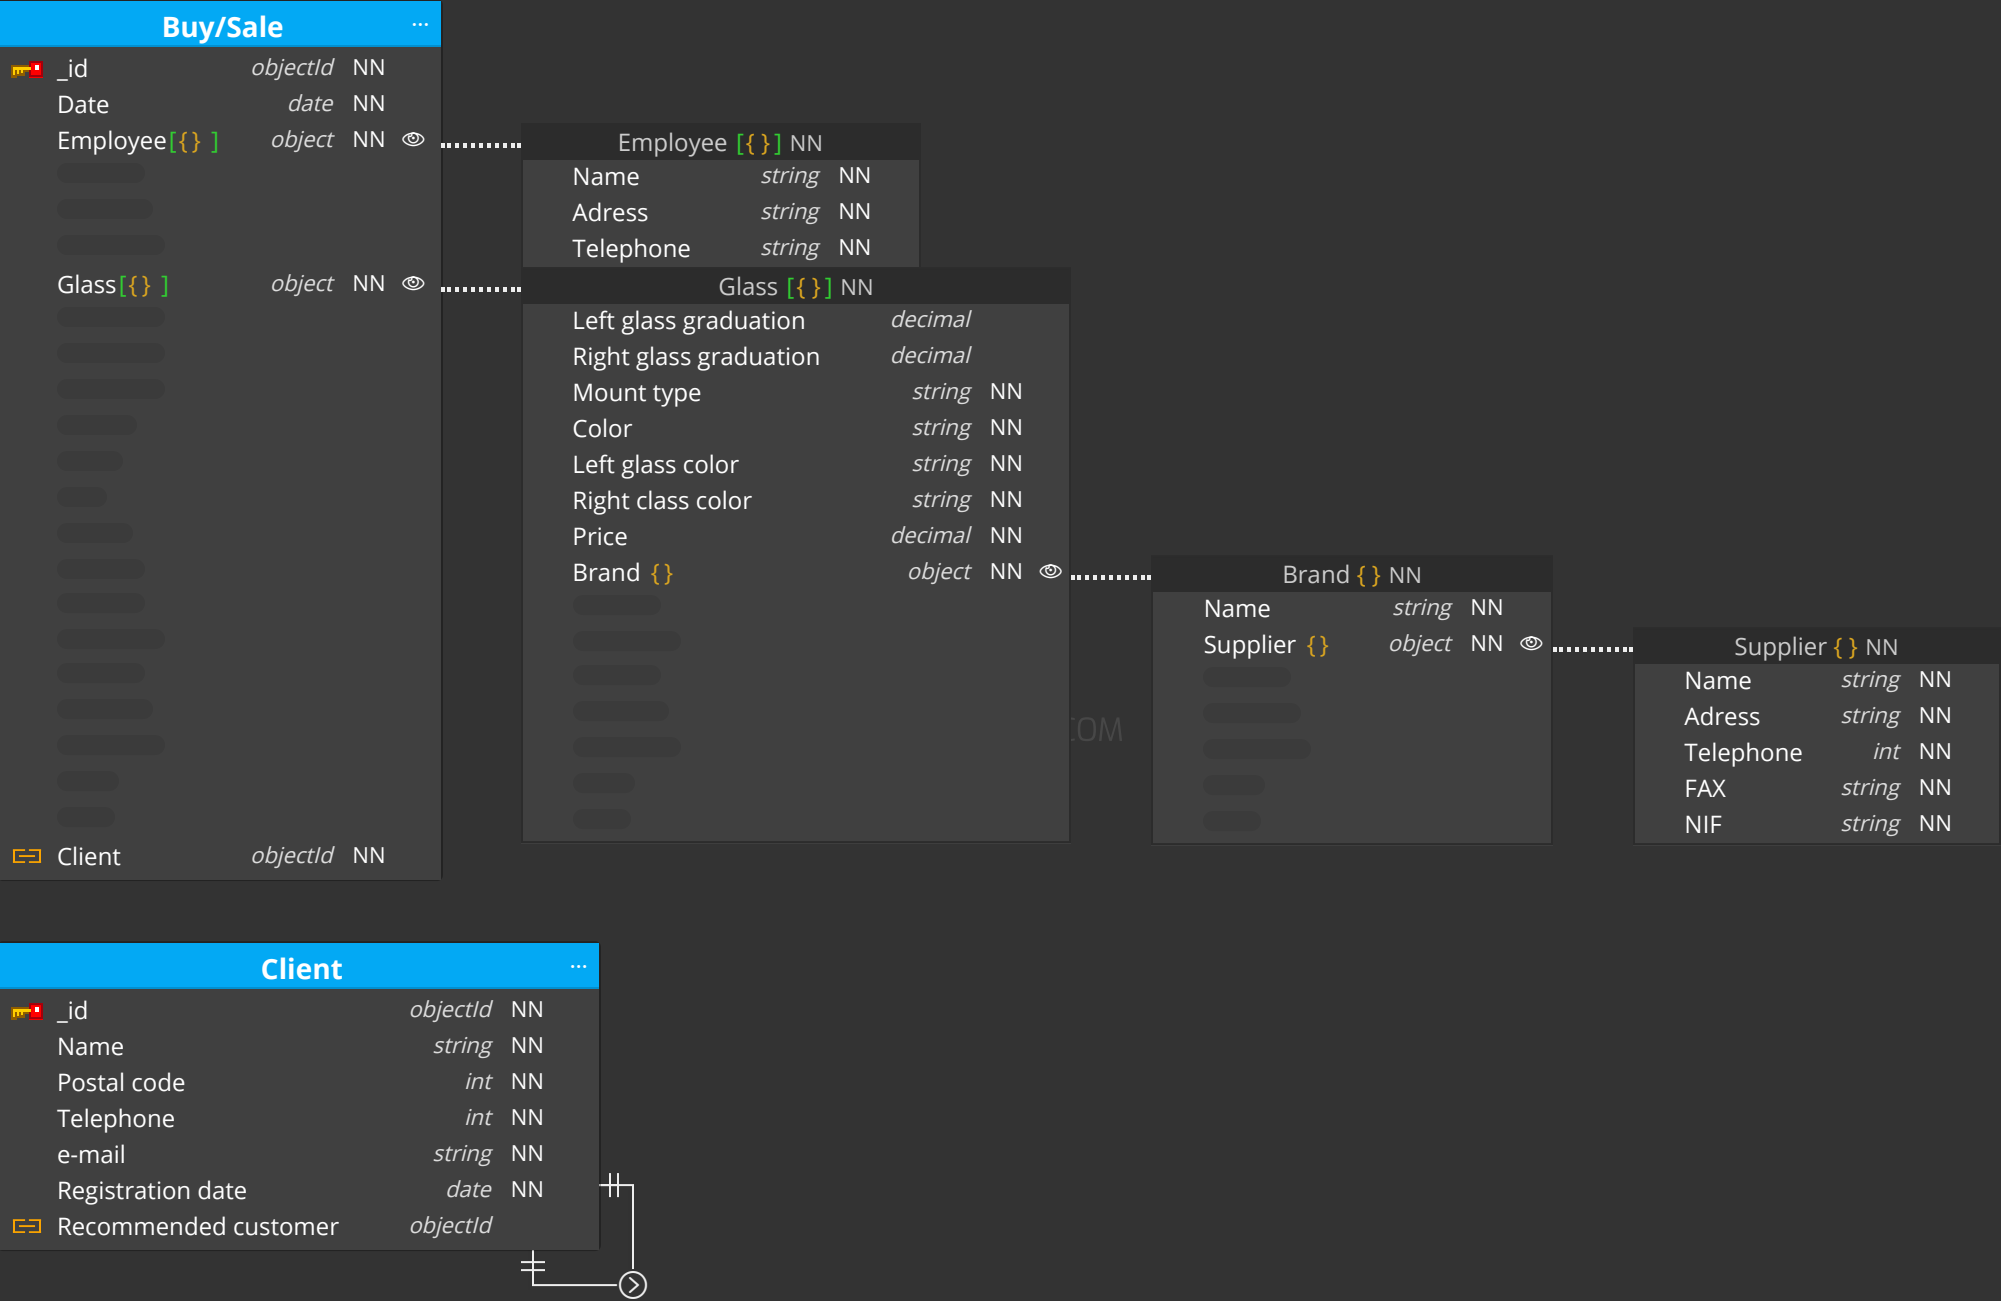 Buy/Sale ...
_id objectId NN
Date date NN
Employee[{} ] object NN
Employee [{}] NN
Name string NN
Adress string NN
Telephone string NN
Glass[{} ] object NN
Glass [{}] NN
Left glass graduation decimal
Right glass graduation decimal
Mount type string NN
Color string NN
Left glass color string NN
Right class color string NN
Price decimal NN
Brand {} object NN
Brand {} NN
Name string NN
Supplier {} object NN
Supplier {} NN
Name string NN
Adress string NN
Telephone int NN
FAX string NN
NIF string NN
COM
Client objectId NN
Client ...
_id objectId NN
Name string NN
Postal code int NN
Telephone int NN
e-mail string NN
Registration date date NN
Recommended customer objectId